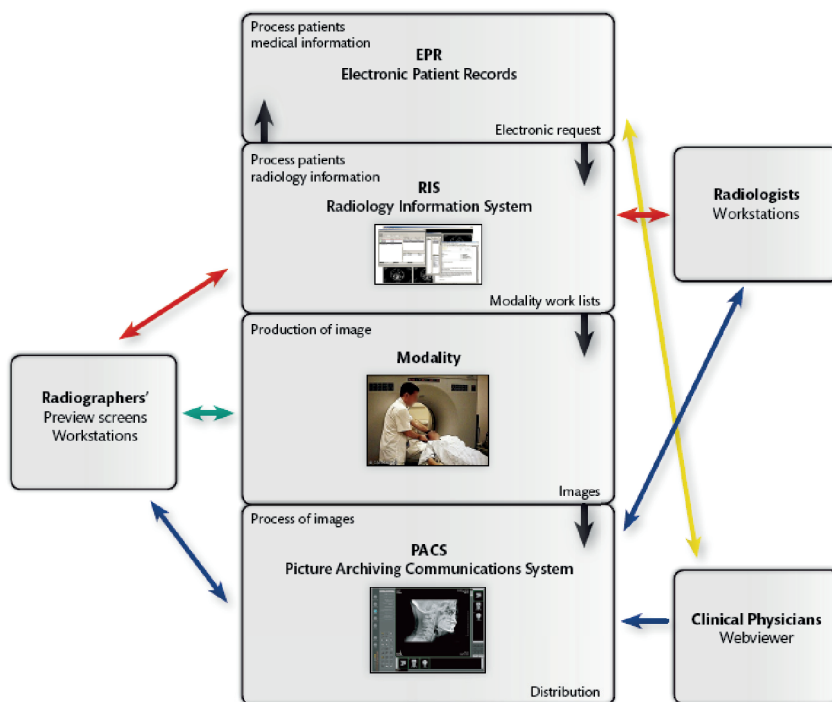 Process patients
medical information
EPR
Electronic Patient Records
Electronic request
Process patients
radiology information
RIS
Radiology Information System
Modality work lists
Radiologists
Workstations
Production of image
Modality
Images
Radiographers’
Preview screens
Workstations
Process of images
PACS
Picture Archiving Communications System
Distribution
Clinical Physicians
Webviewer